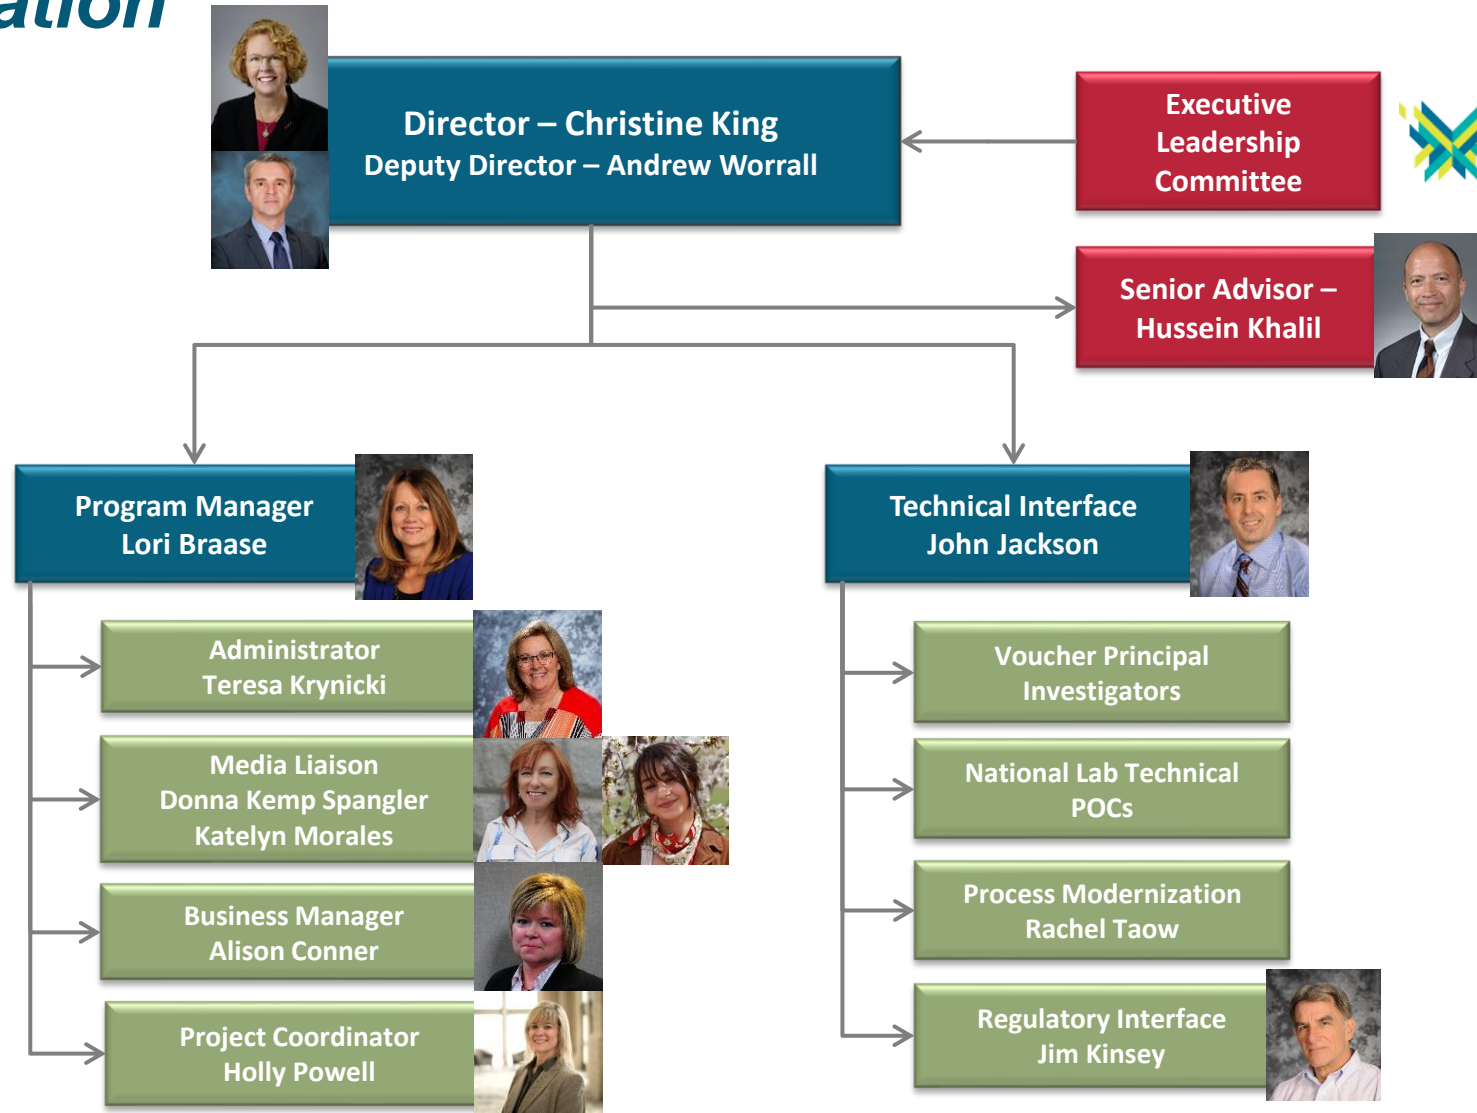 ation
Director – Christine King
Deputy Director – Andrew Worrall
Executive
Leadership
Committee
Senior Advisor –
Hussein Khalil
Program Manager
Lori Braase
Technical Interface
John Jackson
Administrator
Teresa Krynicki
Media Liaison
Donna Kemp Spangler
Katelyn Morales
Business Manager
Alison Conner
Project Coordinator
Holly Powell
Voucher Principal
Investigators
National Lab Technical
POCs
Process Modernization
Rachel Taow
Regulatory Interface
Jim Kinsey